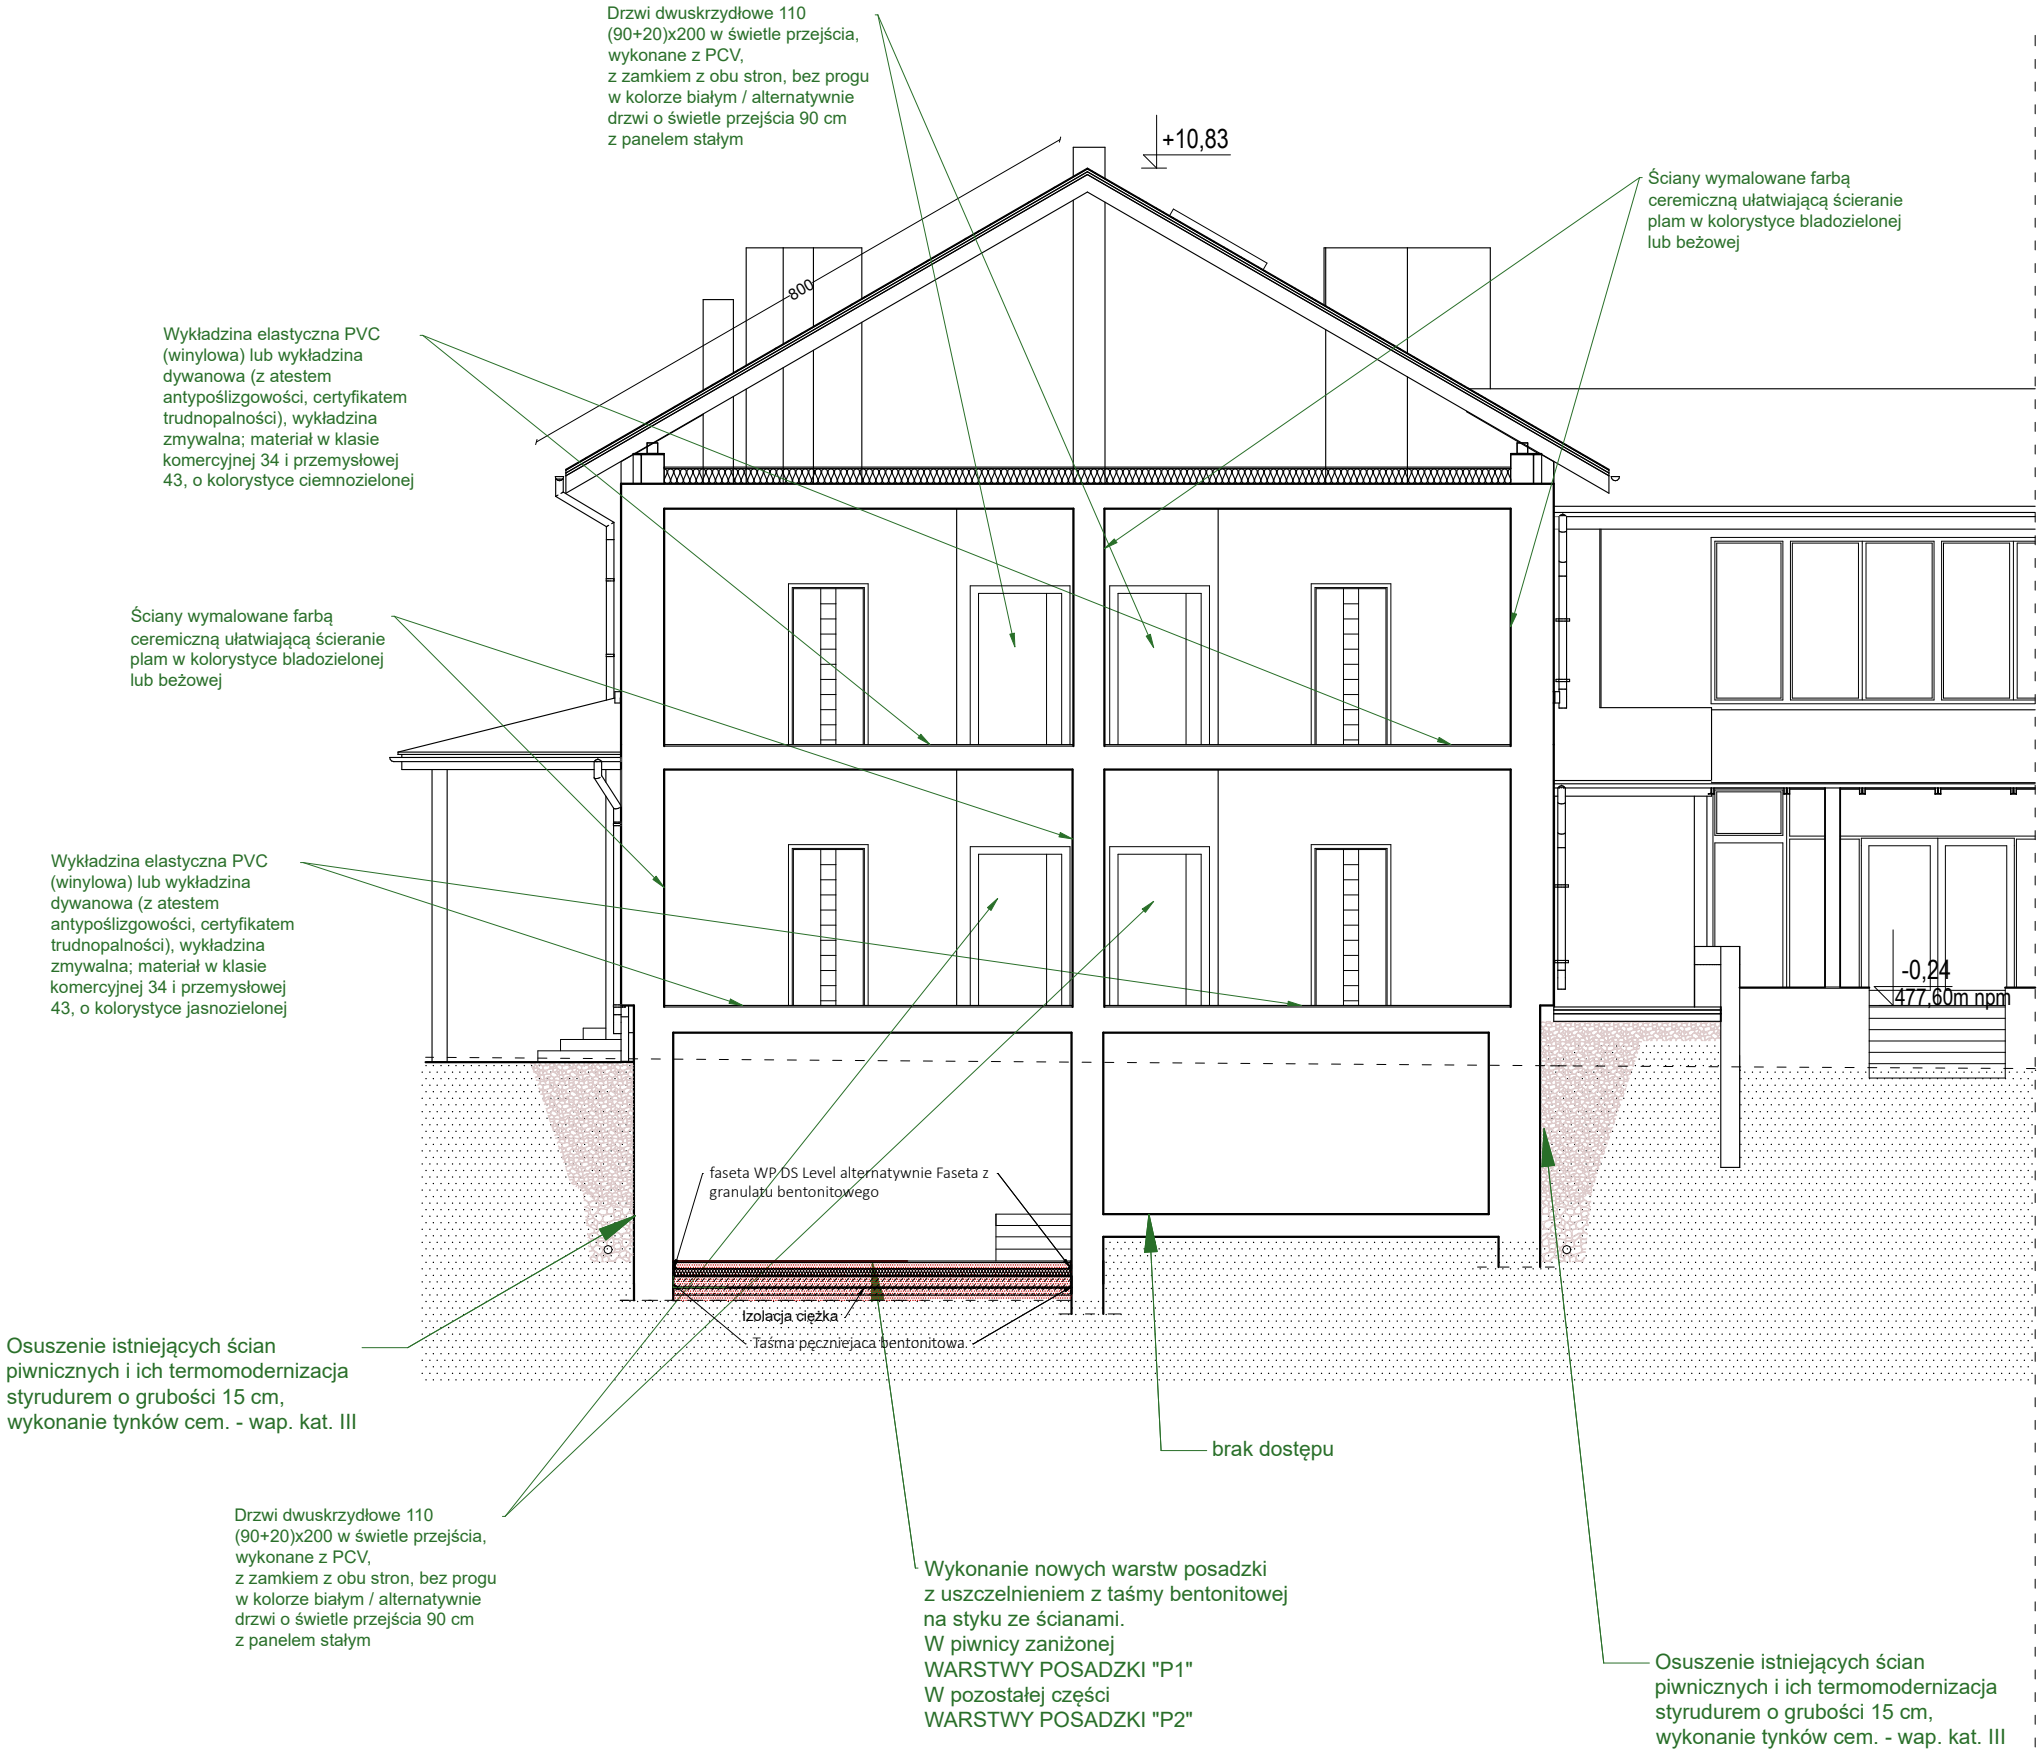 Drzwi dwuskrzydłowe 110
(90+20)x200 w świetle przejścia,
wykonane z PCV,
z zamkiem z obu stron, bez progu
w kolorze białym / alternatywnie
drzwi o świetle przejścia 90 cm
z panelem stałym
+10,83
Ściany wymalowane farbą
ceremiczną ułatwiającą ścieranie
plam w kolorystyce bladozielonej
lub beżowej
800
Wykładzina elastyczna PVC
(winylowa) lub wykładzina
dywanowa (z atestem
antypoślizgowości, certyfikatem
trudnopalności), wykładzina
zmywalna; materiał w klasie
komercyjnej 34 i przemysłowej
43, o kolorystyce ciemnozielonej
Ściany wymalowane farbą
ceremiczną ułatwiającą ścieranie
plam w kolorystyce bladozielonej
lub beżowej
Wykładzina elastyczna PVC
(winylowa) lub wykładzina
dywanowa (z atestem
antypoślizgowości, certyfikatem
trudnopalności), wykładzina
zmywalna; materiał w klasie
komercyjnej 34 i przemysłowej
43, o kolorystyce jasnozielonej
-0,24
477,60m npm
faseta WP DS Level alternatywnie Faseta z
granulatu bentonitowego
Izolacja ciężka
Taśma pęczniejaca bentonitowa
Osuszenie istniejących ścian
piwnicznych i ich termomodernizacja
styrudurem o grubości 15 cm,
wykonanie tynków cem. - wap. kat. III
brak dostępu
Drzwi dwuskrzydłowe 110
(90+20)x200 w świetle przejścia,
wykonane z PCV,
z zamkiem z obu stron, bez progu
w kolorze białym / alternatywnie
drzwi o świetle przejścia 90 cm
z panelem stałym
Wykonanie nowych warstw posadzki
z uszczelnieniem z taśmy bentonitowej
na styku ze ścianami.
W piwnicy zaniżonej
WARSTWY POSADZKI "P1"
W pozostałej części
WARSTWY POSADZKI "P2"
Osuszenie istniejących ścian
piwnicznych i ich termomodernizacja
styrudurem o grubości 15 cm,
wykonanie tynków cem. - wap. kat. III